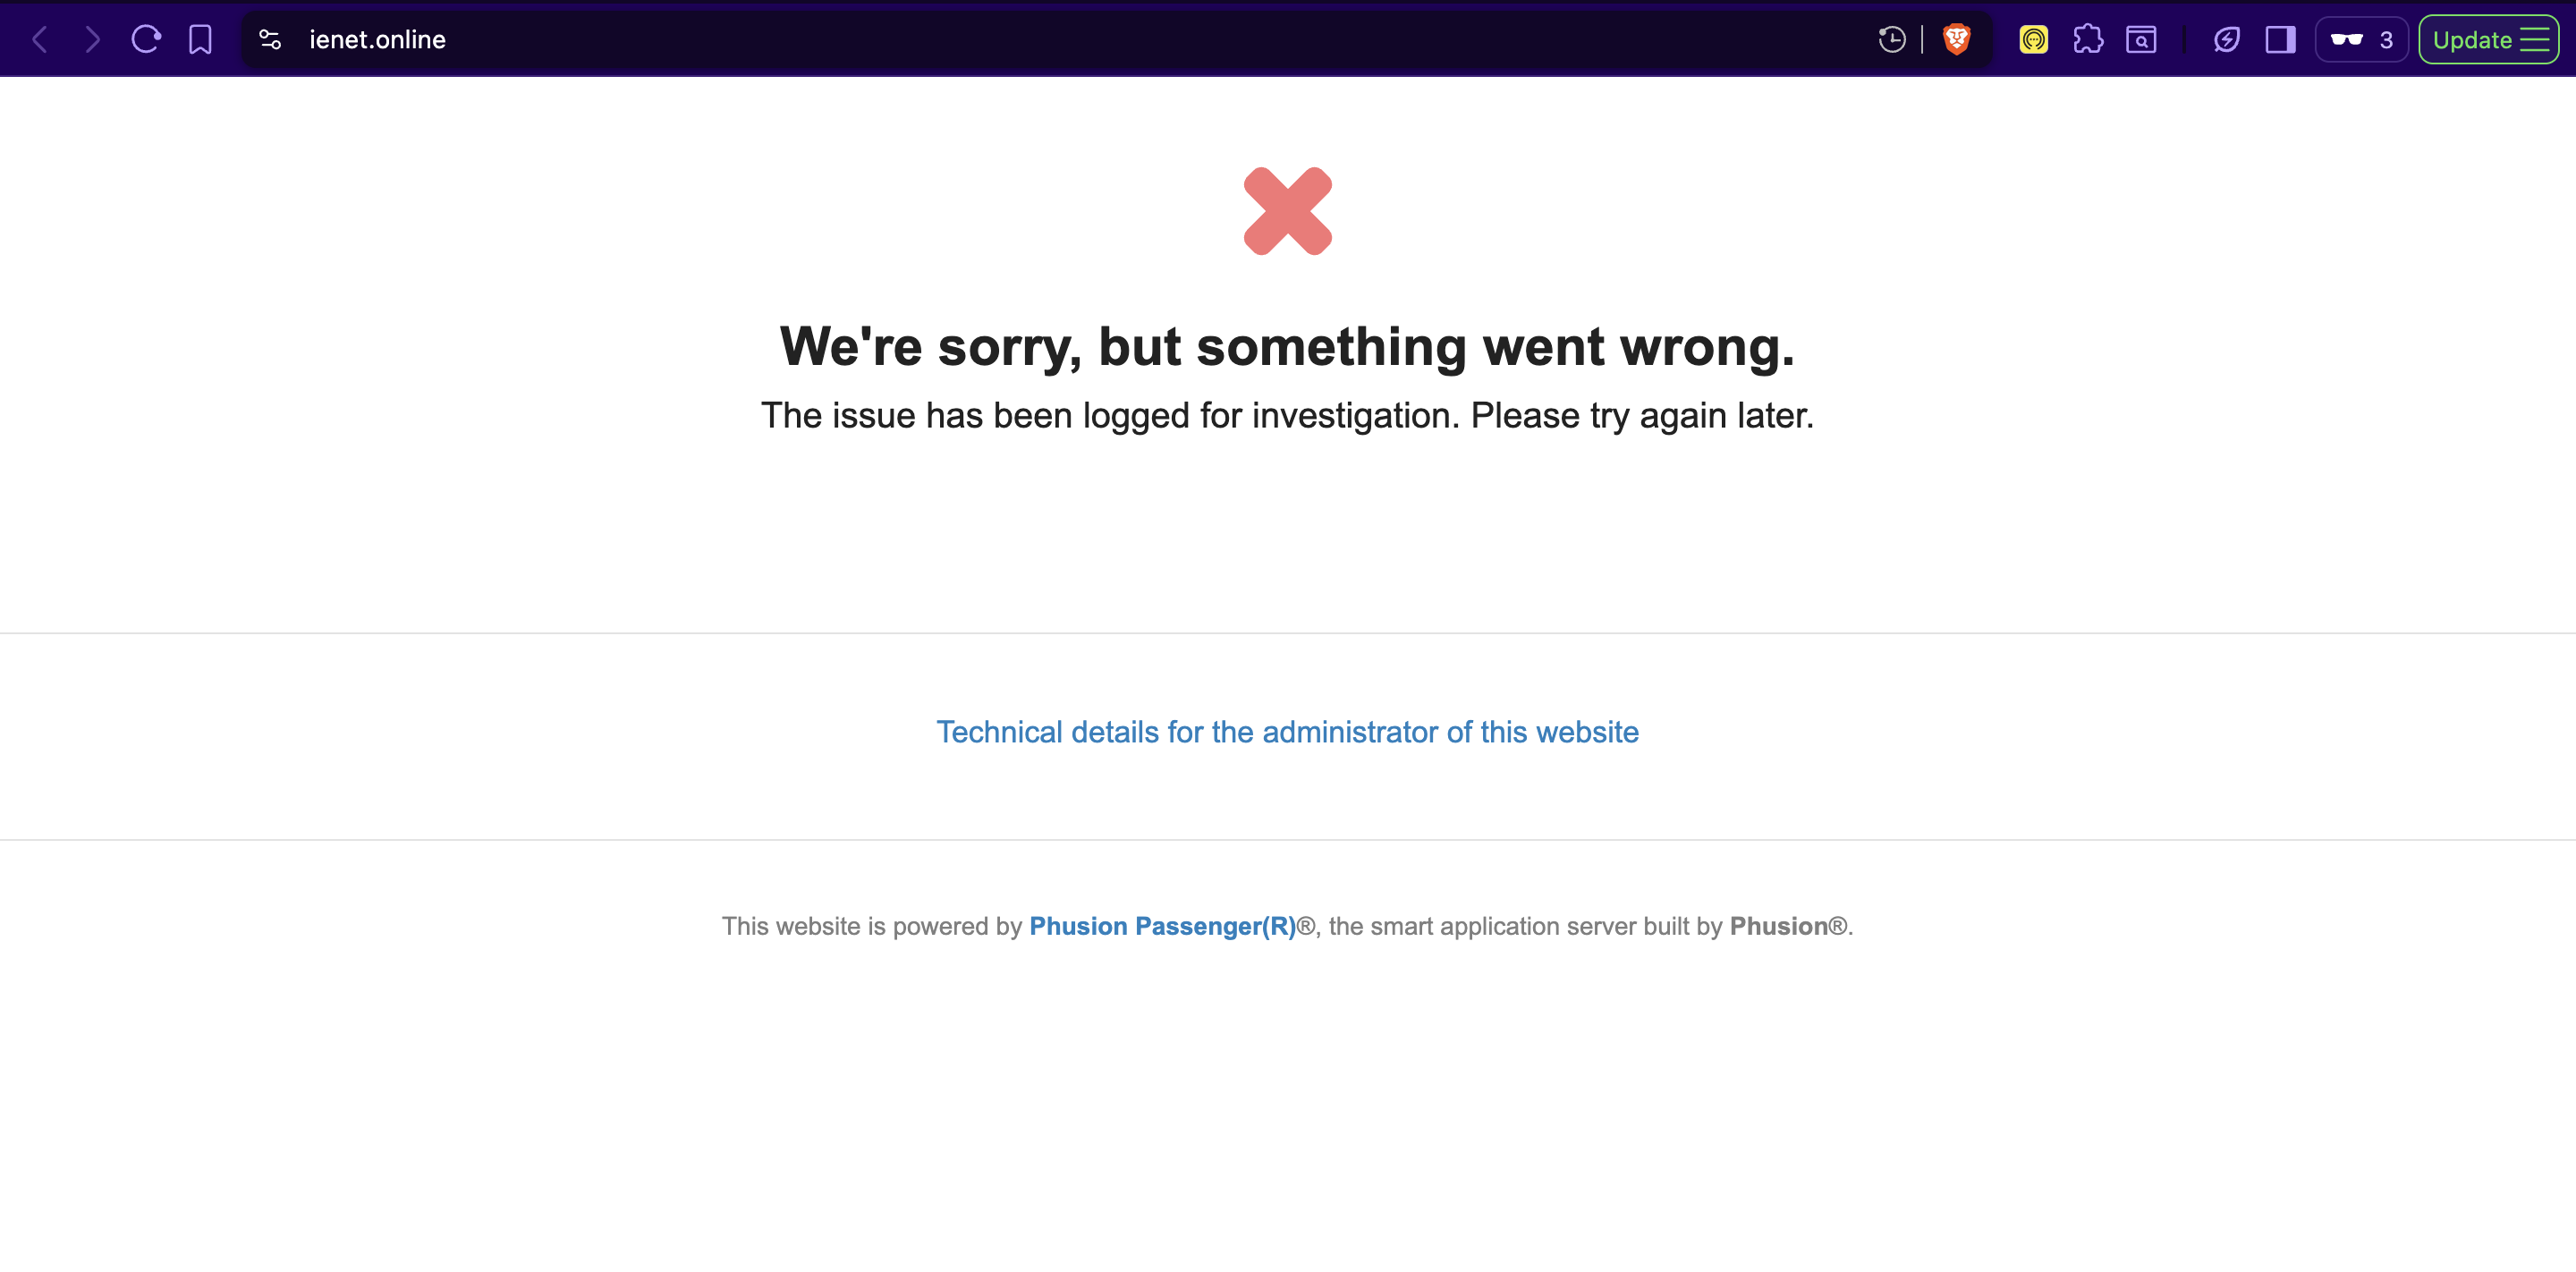 ienet.online
3
Update
We're sorry, but something went wrong.
The issue has been logged for investigation. Please try again later.
Technical details for the administrator of this website
This website is powered by Phusion Passenger(R)®, the smart application server built by Phusion®.